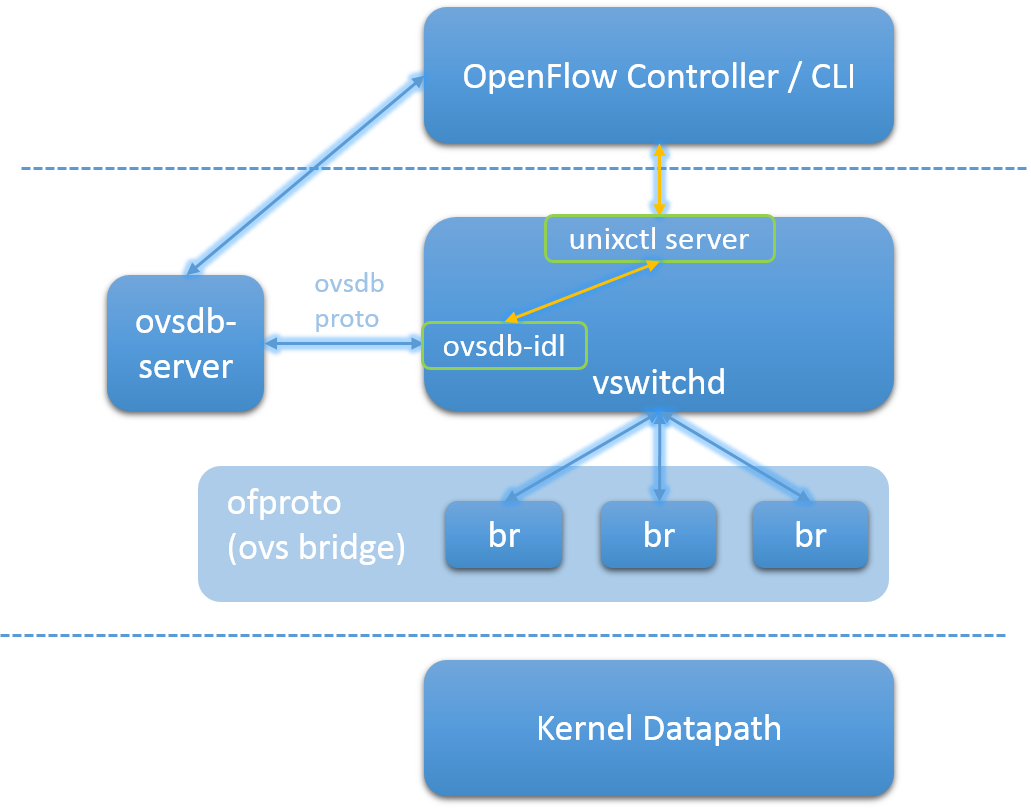 OpenFlow Controller / CLI
unixctl server
ovsdb
proto
ovsdb-
server
ovsdb-idl
vswitchd
ofproto
(ovs bridge)
br
br
br
Kernel Datapath